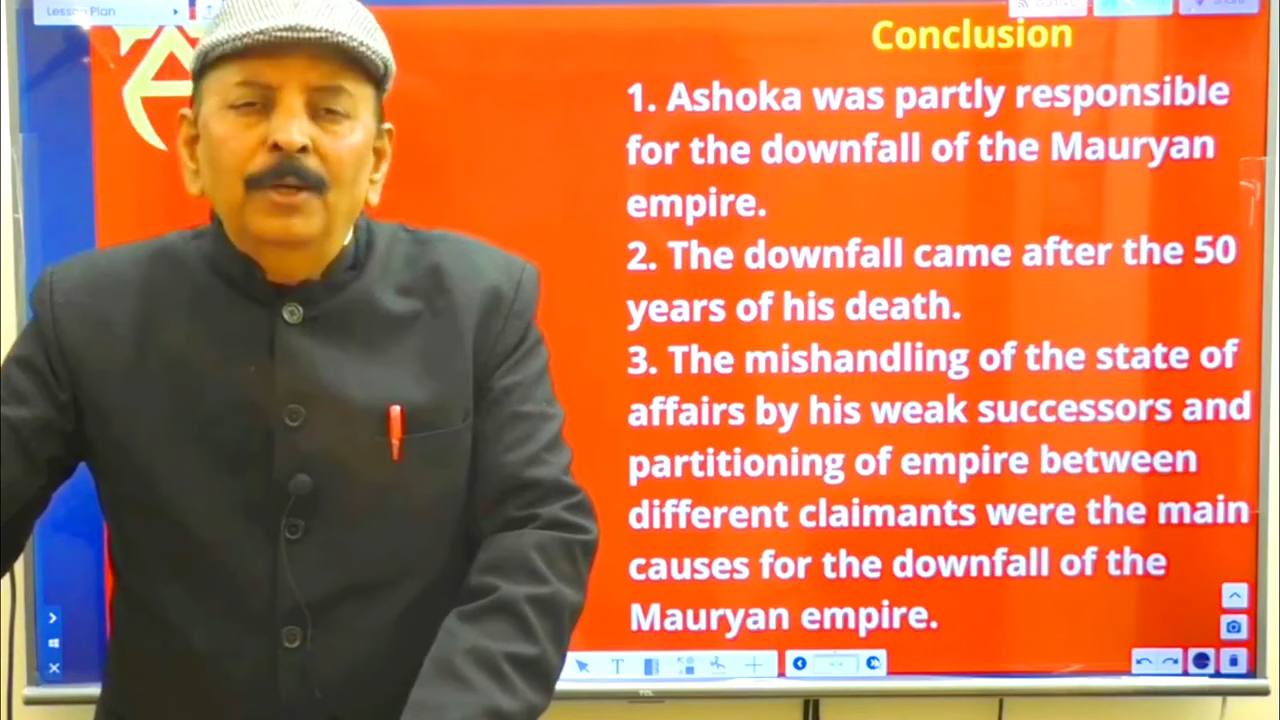 Lesson Plan
Conclusion
1. Ashoka was partly responsible
for the downfall of the Mauryan
empire.
2. The downfall came after the 50
years of his death.
3. The mishandling of the state of
affairs by his weak successors and
partitioning of empire between
different claimants were the main
causes for the downfall of the
Mauryan empire.
T
TCL